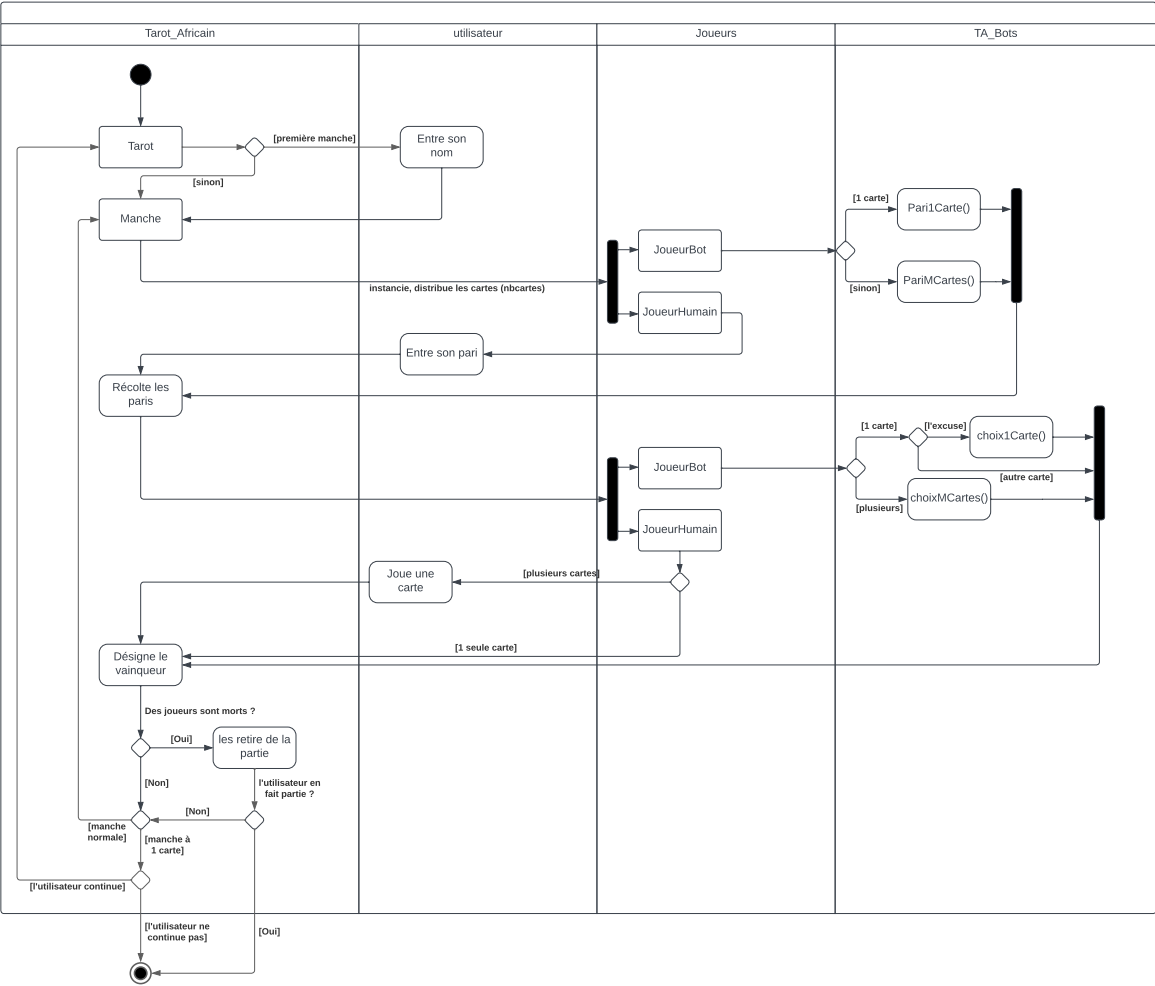 Tarot_Africain
utilisateur
Joueurs
TA_Bots
Tarot
[première manche]
Entre son
nom
[sinon]
Manche
[1 carte]
Pari1Carte()
JoueurBot
PariMCartes()
[sinon]
instancie, distribue les cartes (nbcartes)
JoueurHumain
Entre son pari
Récolte les
paris
[1 carte]
[l'excuse]
choix1Carte()
JoueurBot
[autre carte]
choixMCartes()
[plusieurs]
JoueurHumain
[plusieurs cartes]
Joue une
carte
[1 seule carte]
Désigne le
vainqueur
Des joueurs sont morts ?
[Oui]
les retire de la
partie
[Non]
l'utilisateur en
fait partie ?
[Non]
[manche
normale]
[manche à
1 carte]
[l'utilisateur continue]
[l'utilisateur ne
continue pas]
[Oui]